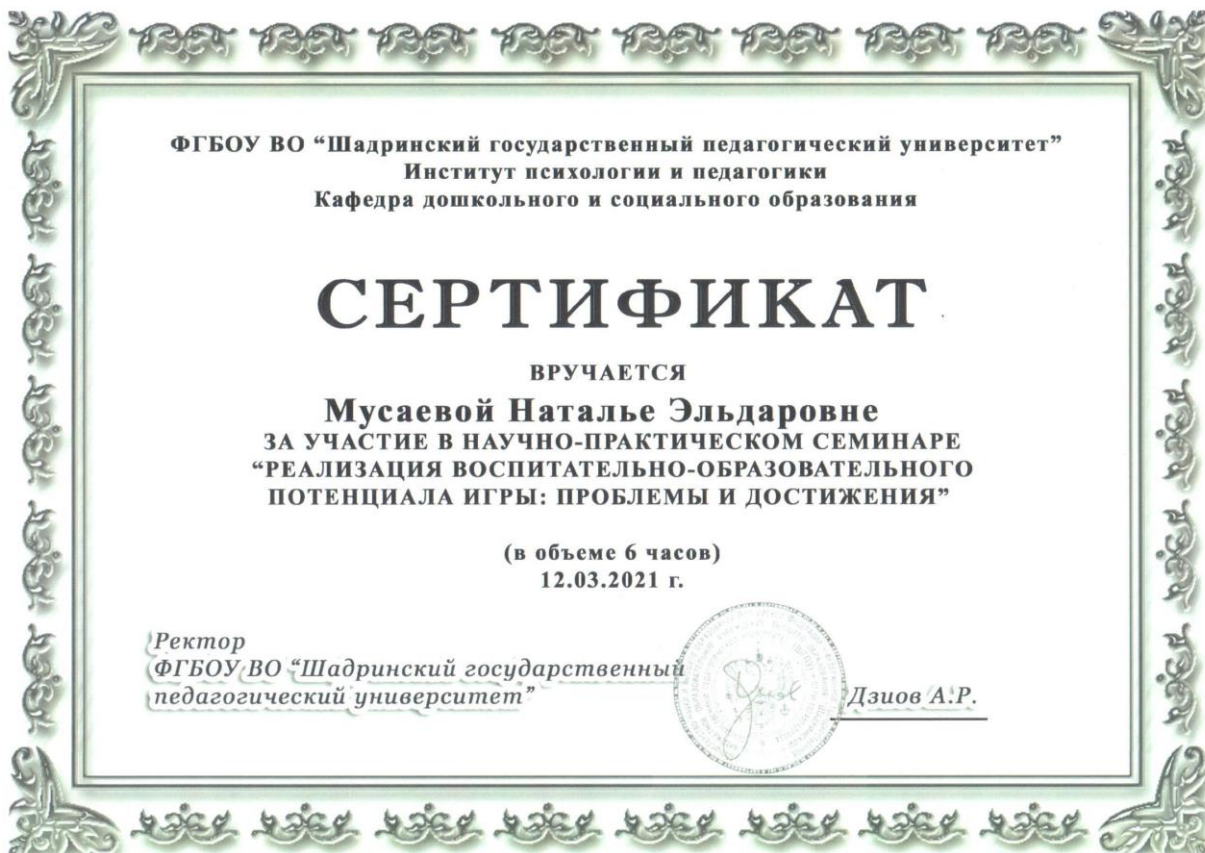 ФГБОУ ВО “Шадринский государственный педагогический университет”
Институт психологии и педагогики
Кафедра дошкольного и социального образования
СЕРТИФИКАТ
ВРУЧАЕТСЯ
Мусаевой Наталье Эльдаровне
ЗА УЧАСТИЕ В НАУЧНО-ПРАКТИЧЕСКОМ СЕМИНАРЕ
“РЕАЛИЗАЦИЯ ВОСПИТАТЕЛЬНО-ОБРАЗОВАТЕЛЬНОГО
ПОТЕНЦИАЛА ИГРЫ: ПРОБЛЕМЫ И ДОСТИЖЕНИЯ”
(в объеме 6 часов)
12.03.2021 г.
Ректор
ФГБОУ ВО “Шадринский государственный
педагогический университет”
Дзиов А.Р.